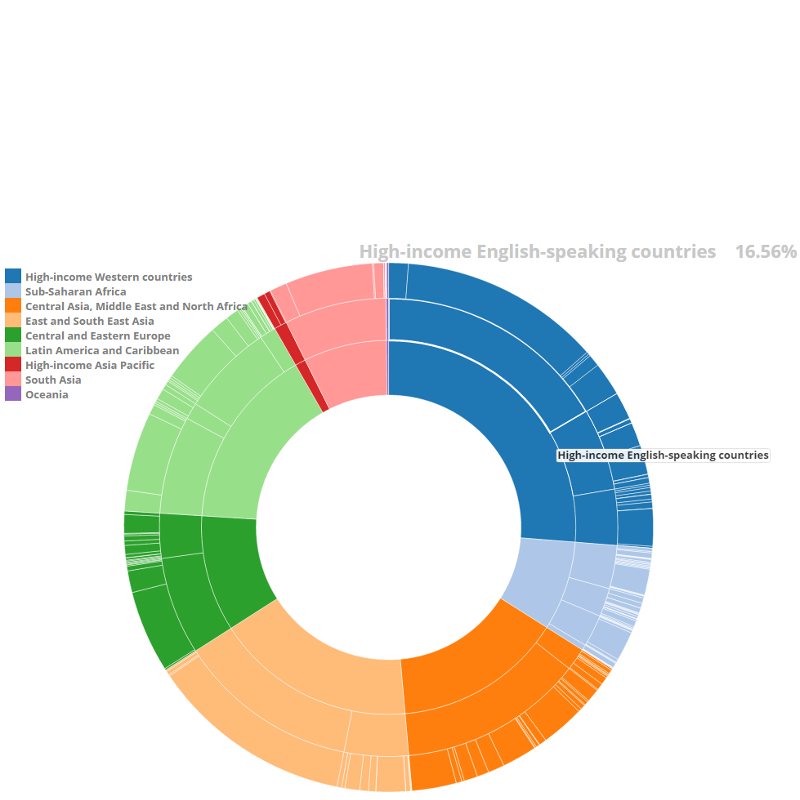 High-income English-speaking countries 16.56%
High-income Western countries
Sub-Saharan Africa
Central Asia, Middle East and North Africa
East and South East Asia
Central and Eastern Europe
Latin America and Caribbean
High-income Asia Pacific
South Asia
Oceania
High-income English-speaking countries